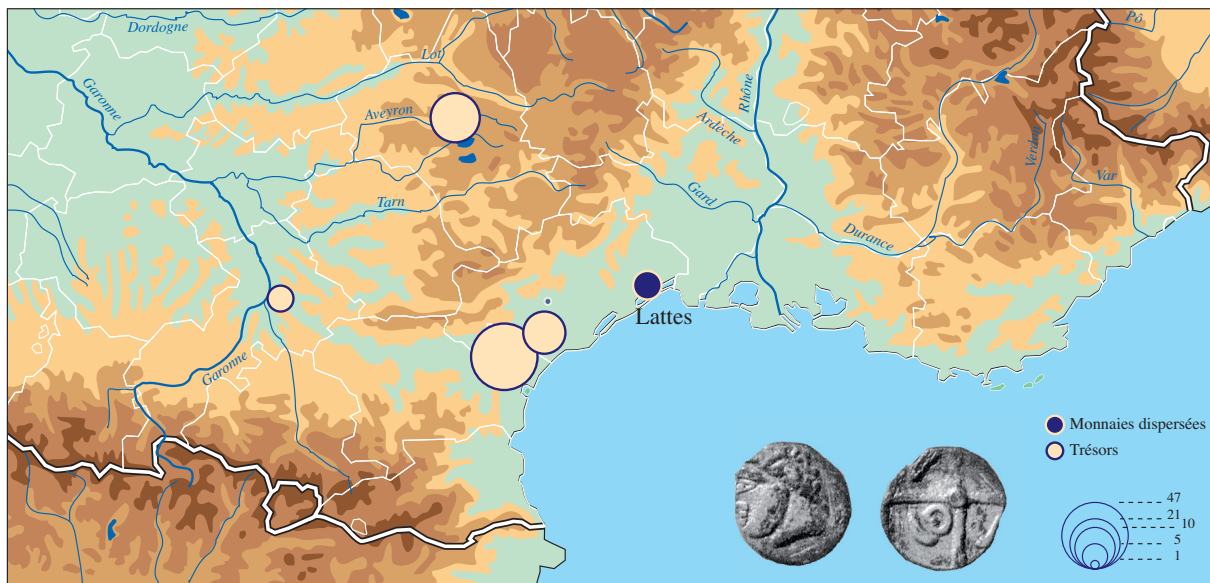 Dordogne
Pô
Lot
Garonne
Rhône
Aveyron
Ardèche
Verdon
Gard
Var
Tarn
Durance
Lattes
Garonne
Monnaies dispersées
Trésors
47
21
10
5
1